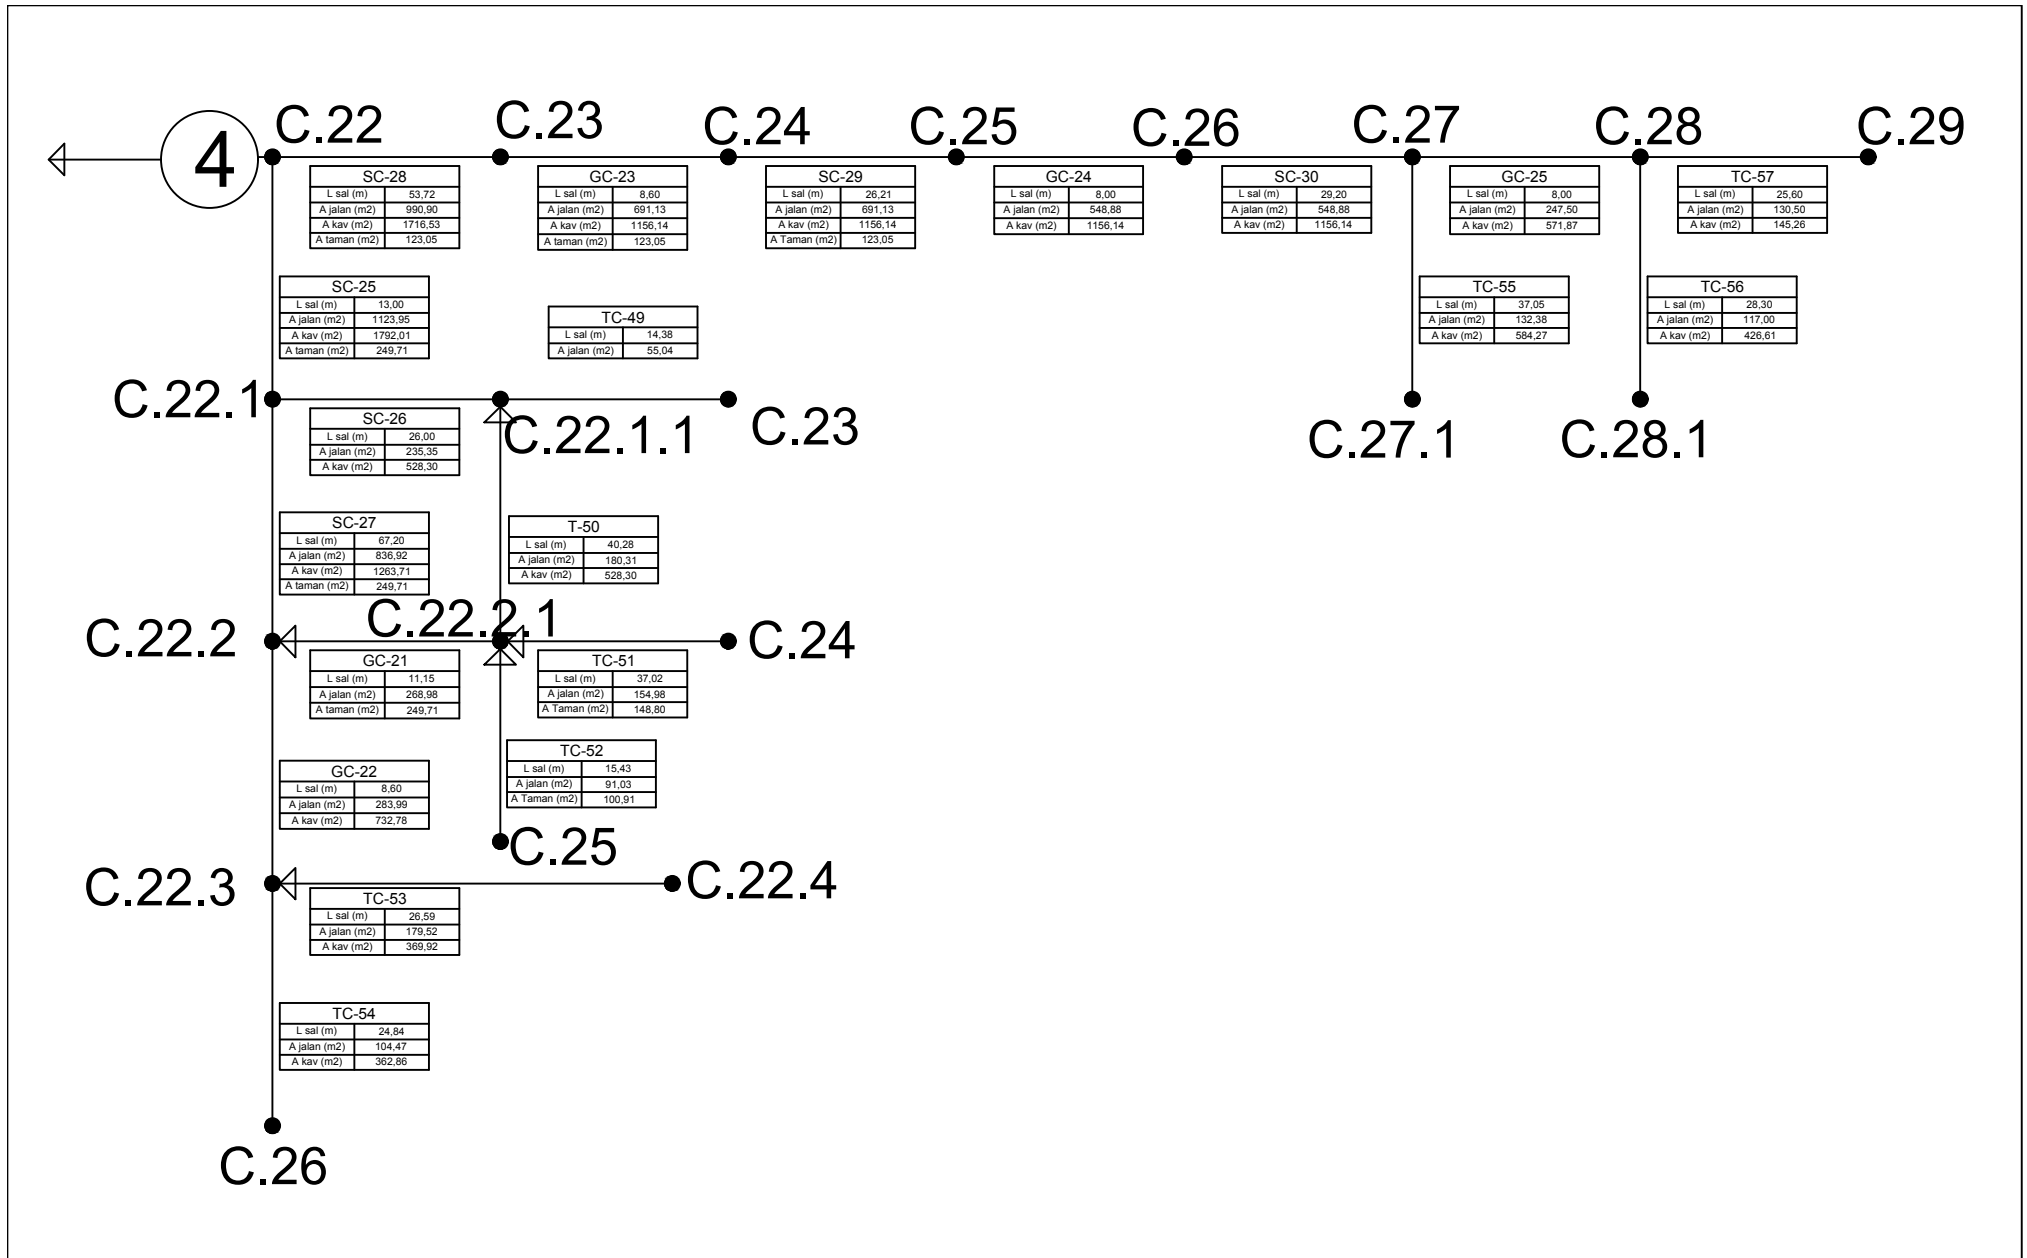 4
C.22
C.23
C.24
C.25
C.26
C.27
C.28
C.29
SC-28
L sal (m) 53,72
A jalan (m2) 990,90
A kav (m2) 1716,53
A taman (m2) 123,05
GC-23
L sal (m) 8,60
A jalan (m2) 691,13
A kav (m2) 1156,14
A taman (m2) 123,05
SC-29
L sal (m) 26,21
A jalan (m2) 691,13
A kav (m2) 1156,14
A Taman (m2) 123,05
GC-24
L sal (m) 8,00
A jalan (m2) 548,88
A kav (m2) 1156,14
SC-30
L sal (m) 29,20
A jalan (m2) 548,88
A kav (m2) 1156,14
GC-25
L sal (m) 8,00
A jalan (m2) 247,50
A kav (m2) 571,87
TC-57
L sal (m) 25,60
A jalan (m2) 130,50
A kav (m2) 145,26
SC-25
L sal (m) 13,00
A jalan (m2) 1123,95
A kav (m2) 1792,01
A taman (m2) 249,71
TC-49
L sal (m) 14,38
A jalan (m2) 55,04
TC-55
L sal (m) 37,05
A jalan (m2) 132,38
A kav (m2) 584,27
TC-56
L sal (m) 28,30
A jalan (m2) 117,00
A kav (m2) 426,61
C.22.1
C.22.1.1
C.23
C.27.1
C.28.1
SC-26
L sal (m) 26,00
A jalan (m2) 235,35
A kav (m2) 528,30
SC-27
L sal (m) 67,20
A jalan (m2) 836,92
A kav (m2) 1263,71
A taman (m2) 249,71
T-50
L sal (m) 40,28
A jalan (m2) 180,31
A kav (m2) 528,30
C.22.2
C.22.2.1
C.24
GC-21
L sal (m) 11,15
A jalan (m2) 268,98
A taman (m2) 249,71
TC-51
L sal (m) 37,02
A jalan (m2) 154,98
A Taman (m2) 148,80
GC-22
L sal (m) 8,60
A jalan (m2) 283,99
A kav (m2) 732,78
TC-52
L sal (m) 15,43
A jalan (m2) 91,03
A Taman (m2) 100,91
C.25
C.22.3
C.22.4
TC-53
L sal (m) 26,59
A jalan (m2) 179,52
A kav (m2) 369,92
TC-54
L sal (m) 24,84
A jalan (m2) 104,47
A kav (m2) 362,86
C.26